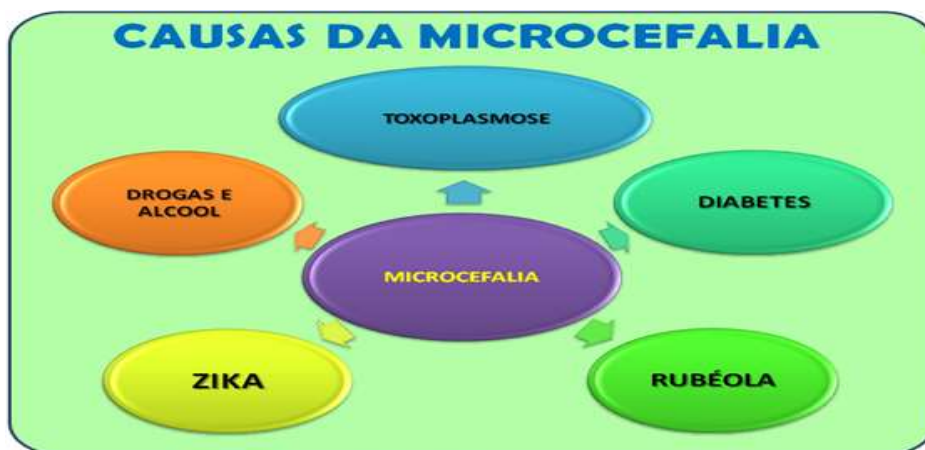 CAUSAS DA MICROCEFALIA
TOXOPLASMOSE
DROGAS E
ALCOOL
DIABETES
MICROCEFALIA
ZIKA
RUBÉOLA